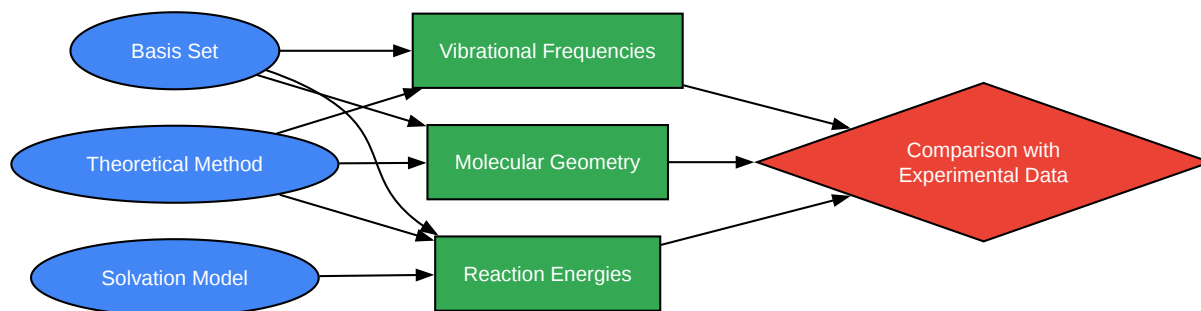 Basis Set
Vibrational Frequencies
Theoretical Method
Molecular Geometry
Comparison with
Experimental Data
Solvation Model
Reaction Energies